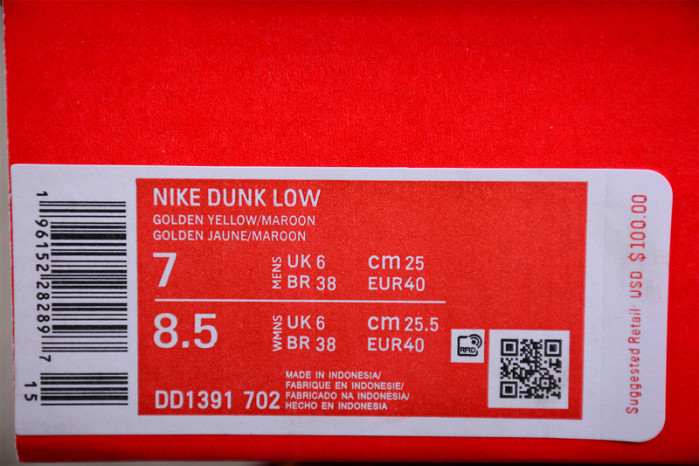 NIKE DUNK LOW
GOLDEN YELLOW/MAROON
GOLDEN JAUNE/MAROON
7 MENS UK 6 cm 25
BR 38 EUR40
8.5 WMNS UK 6 cm 25.5
BR 38 EUR40
RFID
MADE IN INDONESIA/
FABRIQUE EN INDONESIE/
FABRICADO NA INDONÉSIA/
HECHO EN INDONESIA
DD1391 702
1 96152 28289 7
15
Suggested Retail: USD $100.00